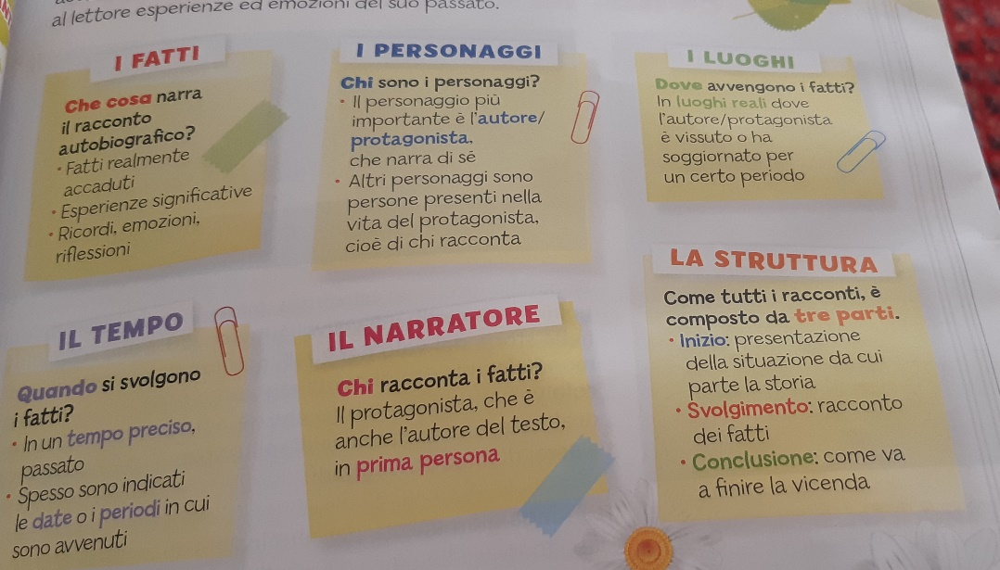 al lettore esperienze ed emozioni del suo passato.
I FATTI
Che cosa narra
il racconto
autobiografico?
• Fatti realmente
accaduti
• Esperienze significative
• Ricordi, emozioni,
riflessioni
I PERSONAGGI
Chi sono i personaggi?
• Il personaggio più
importante è l'autore/
protagonista,
che narra di sé
• Altri personaggi sono
persone presenti nella
vita del protagonista,
cioè di chi racconta
I LUOGHI
Dove avvengono i fatti?
In luoghi reali dove
l'autore/protagonista
è vissuto o ha
soggiornato per
un certo periodo
IL TEMPO
Quando si svolgono
i fatti?
• In un tempo preciso,
passato
• Spesso sono indicati
le date o i periodi in cui
sono avvenuti
IL NARRATORE
Chi racconta i fatti?
Il protagonista, che è
anche l'autore del testo,
in prima persona
LA STRUTTURA
Come tutti i racconti, è
composto da tre parti.
• Inizio: presentazione
della situazione da cui
parte la storia
• Svolgimento: racconto
dei fatti
• Conclusione: come va
a finire la vicenda